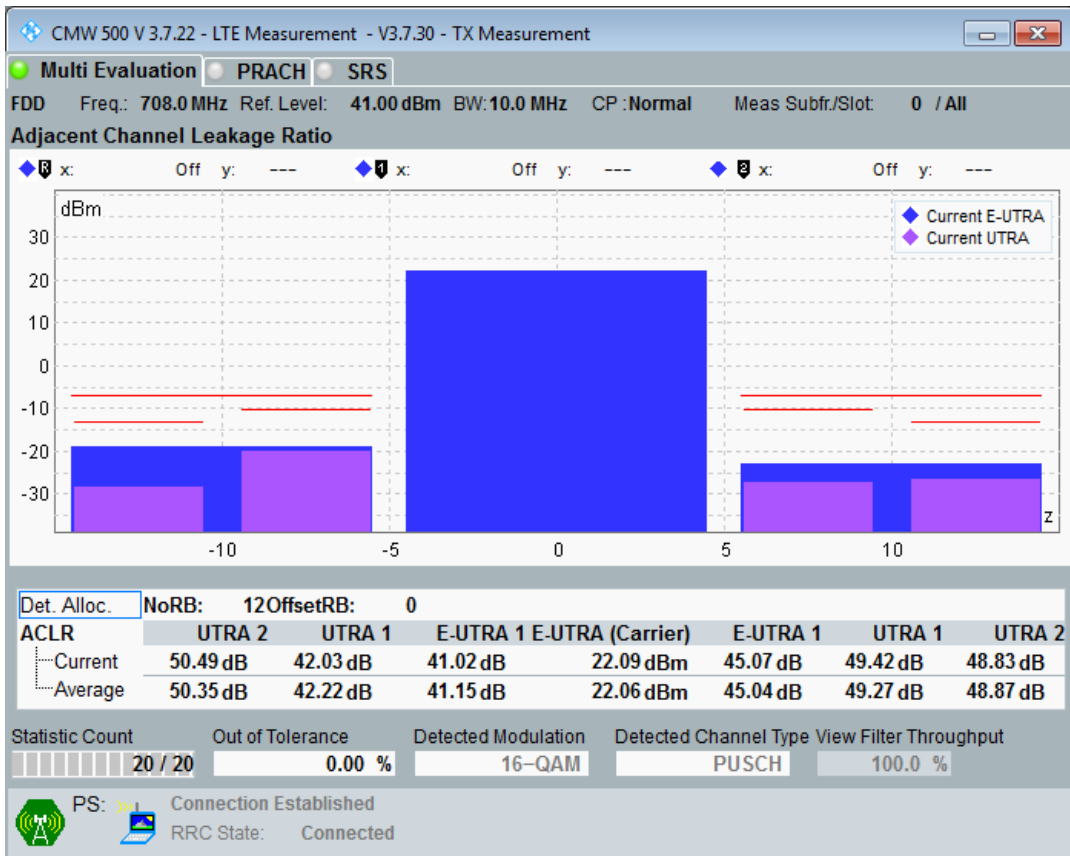 CMW 500 V 3.7.22 - LTE Measurement - V3.7.30 - TX Measurement
Multi Evaluation PRACH SRS
FDD Freq.: 708.0 MHz Ref. Level: 41.00 dBm BW: 10.0 MHz CP : Normal Meas Subfr./Slot: 0 / All
Adjacent Channel Leakage Ratio
R x: Off y: --- 1 x: Off y: --- 2 x: Off y: ---
dBm
Current E-UTRA
Current UTRA
30
20
10
0
-10
-20
-30
z
-10 -5 0 5 10
Det. Alloc. NoRB: 12 OffsetRB: 0
ACLR UTRA 2 UTRA 1 E-UTRA 1 E-UTRA (Carrier) E-UTRA 1 UTRA 1 UTRA 2
Current 50.49 dB 42.03 dB 41.02 dB 22.09 dBm 45.07 dB 49.42 dB 48.83 dB
Average 50.35 dB 42.22 dB 41.15 dB 22.06 dBm 45.04 dB 49.27 dB 48.87 dB
Statistic Count Out of Tolerance Detected Modulation Detected Channel Type View Filter Throughput
20 / 20 0.00 % 16-QAM PUSCH 100.0 %
PS: Connection Established
RRC State: Connected